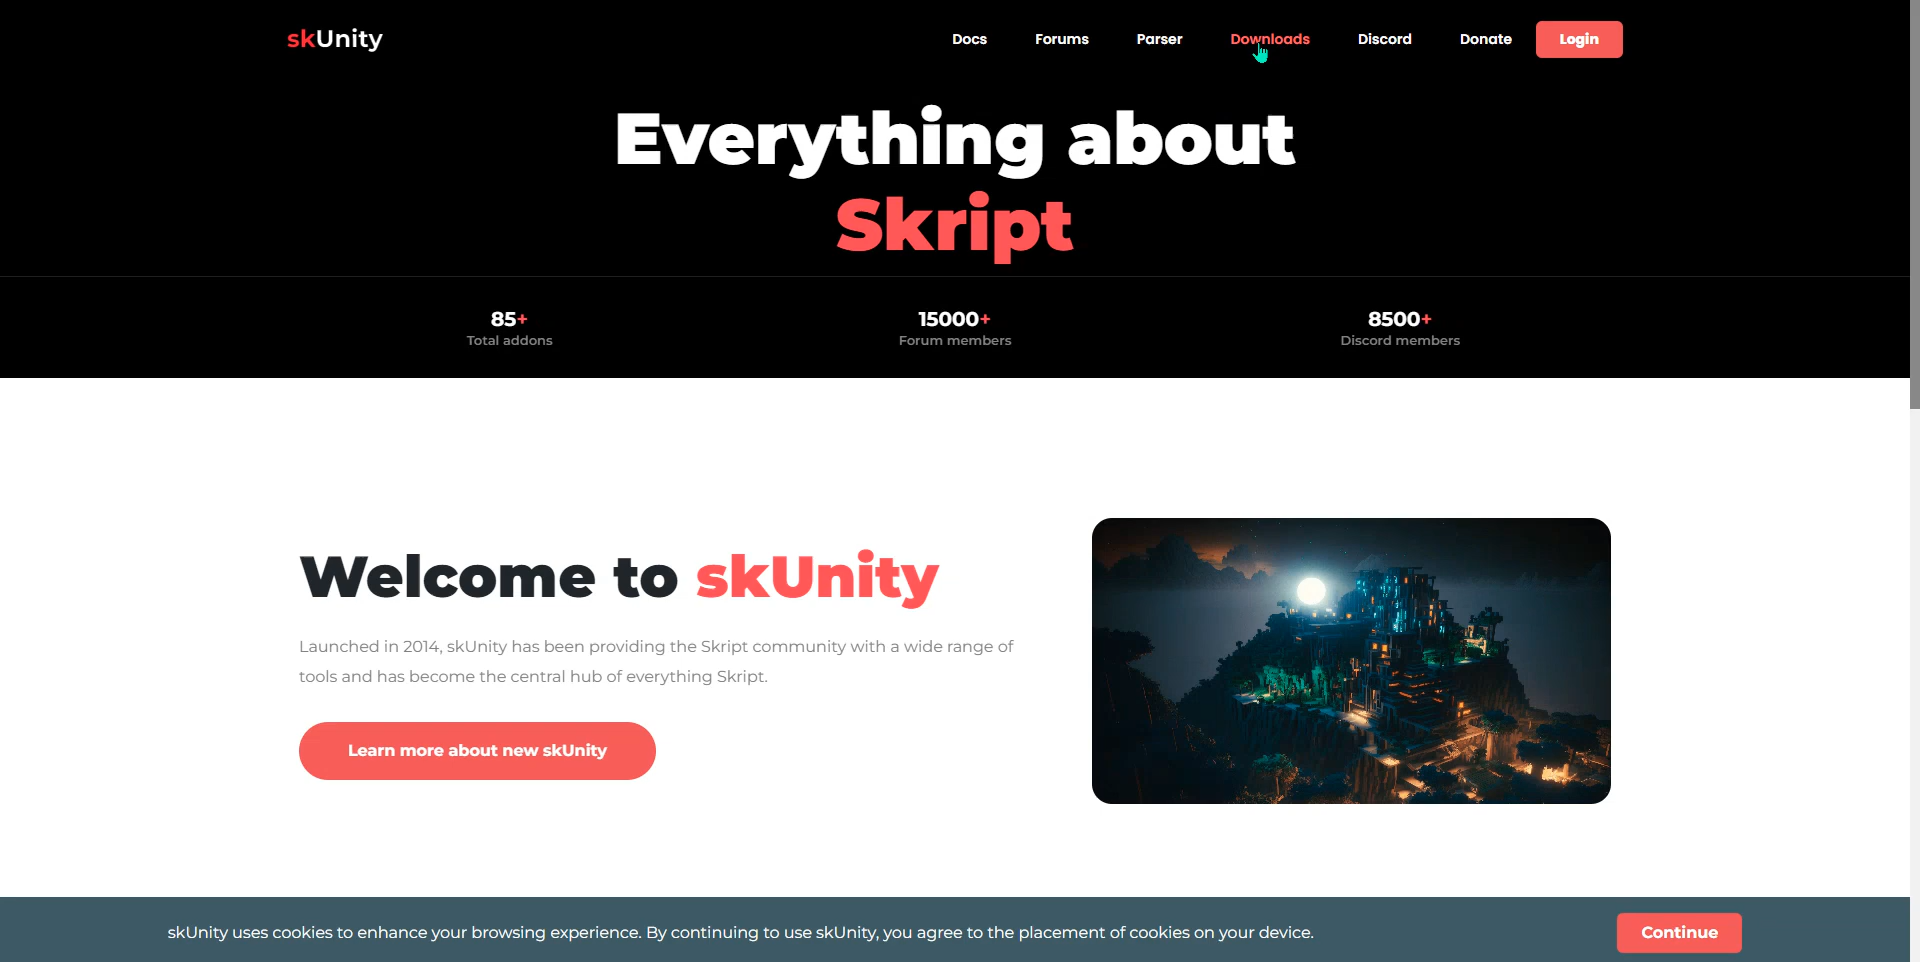 skUnity
Docs
Forums
Parser
Downloads
Discord
Donate
Login
Everything about
Skript
85+
Total addons
15000+
Forum members
8500+
Discord members
Welcome to skUnity
Launched in 2014, skUnity has been providing the Skript community with a wide range of
tools and has become the central hub of everything Skript.
Learn more about new skUnity
skUnity uses cookies to enhance your browsing experience. By continuing to use skUnity, you agree to the placement of cookies on your device.
Continue